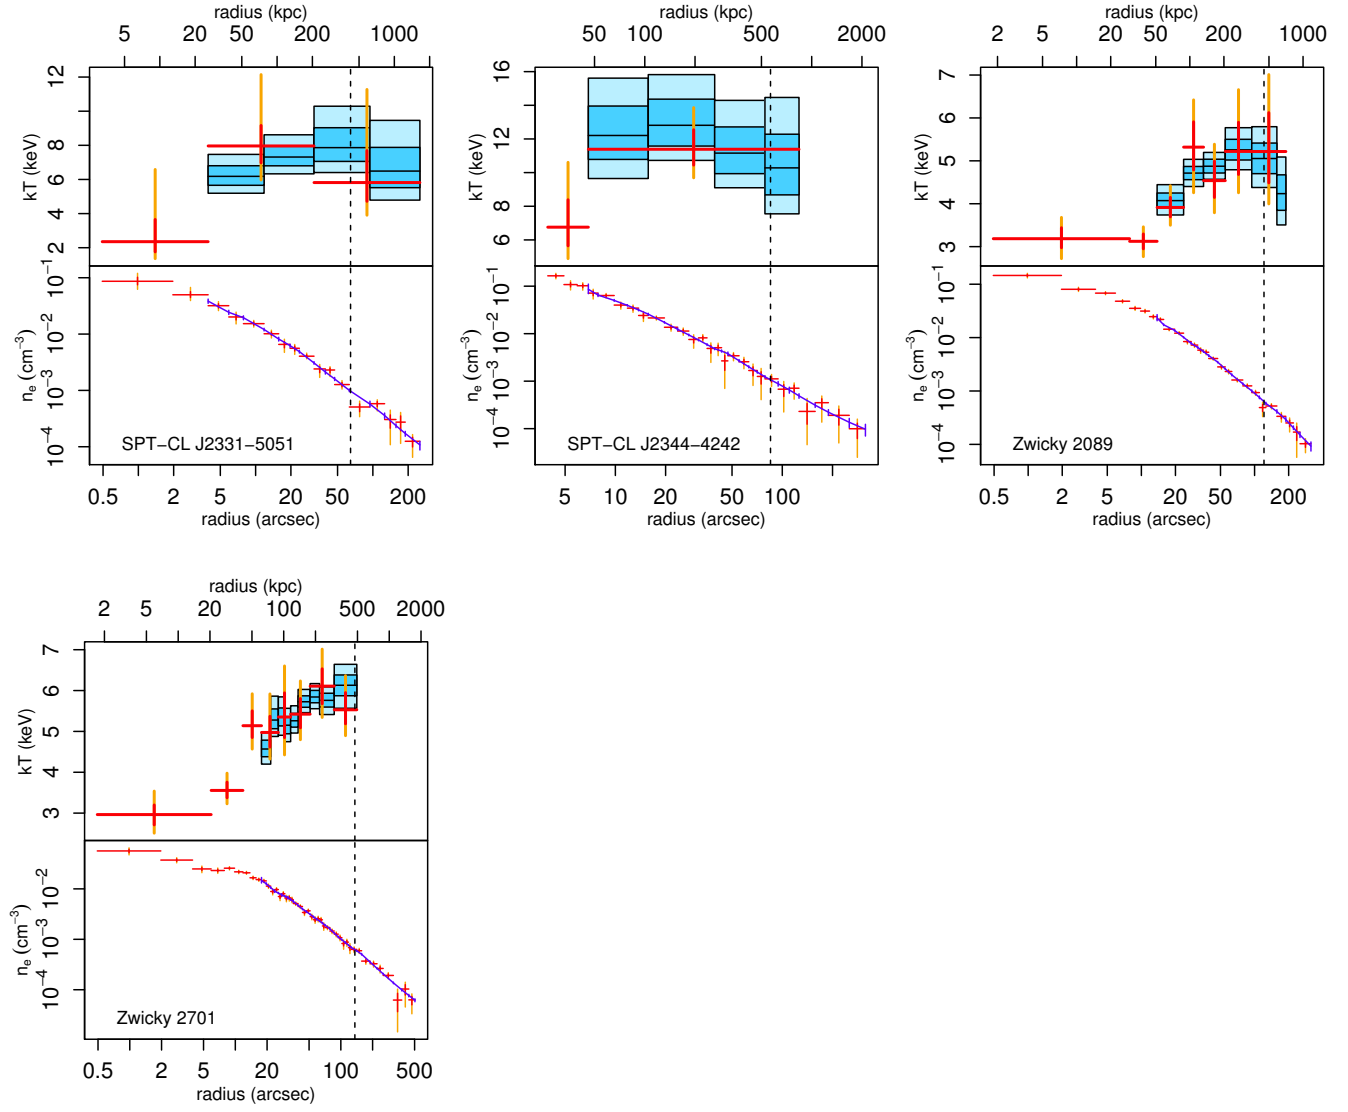 radius (kpc)
5 20 50 200 1000
kT (keV)
12
10
8
6
4
2
n_e (cm^−3)
10^−1
10^−2
10^−3
10^−4
SPT−CL J2331−5051
0.5 2 5 20 50 200
radius (arcsec)
radius (kpc)
50 100 500 2000
kT (keV)
16
12
8
6
n_e (cm^−3)
10^−1
10^−2
10^−3
10^−4
SPT−CL J2344−4242
5 10 20 50 100
radius (arcsec)
radius (kpc)
2 5 20 50 200 1000
kT (keV)
7
6
5
4
3
n_e (cm^−3)
10^−1
10^−2
10^−3
10^−4
Zwicky 2089
0.5 2 5 20 50 200
radius (arcsec)
radius (kpc)
2 5 20 100 500 2000
kT (keV)
7
6
5
4
3
n_e (cm^−3)
10^−2
10^−3
10^−4
Zwicky 2701
0.5 2 5 20 100 500
radius (arcsec)